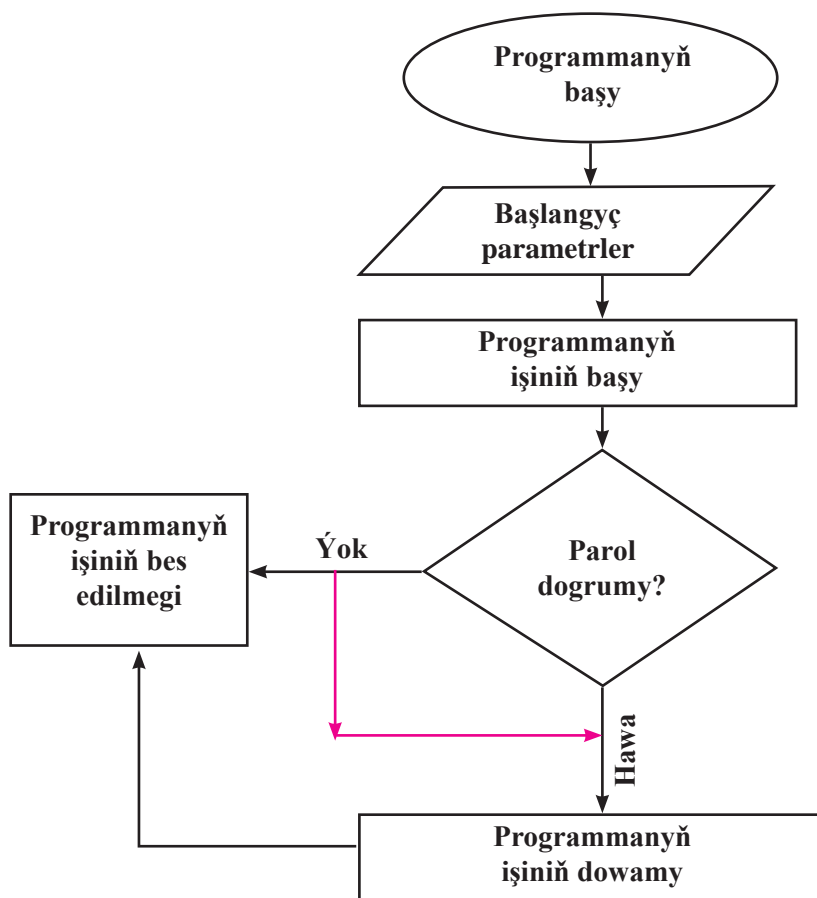 Programmanyň
başy
Başlangyç
parametrler
Programmanyň
işiniň başy
Parol
dogrumy?
Ýok
Programmanyň
işiniň bes
edilmegi
Hawa
Programmanyň
işiniň dowamy